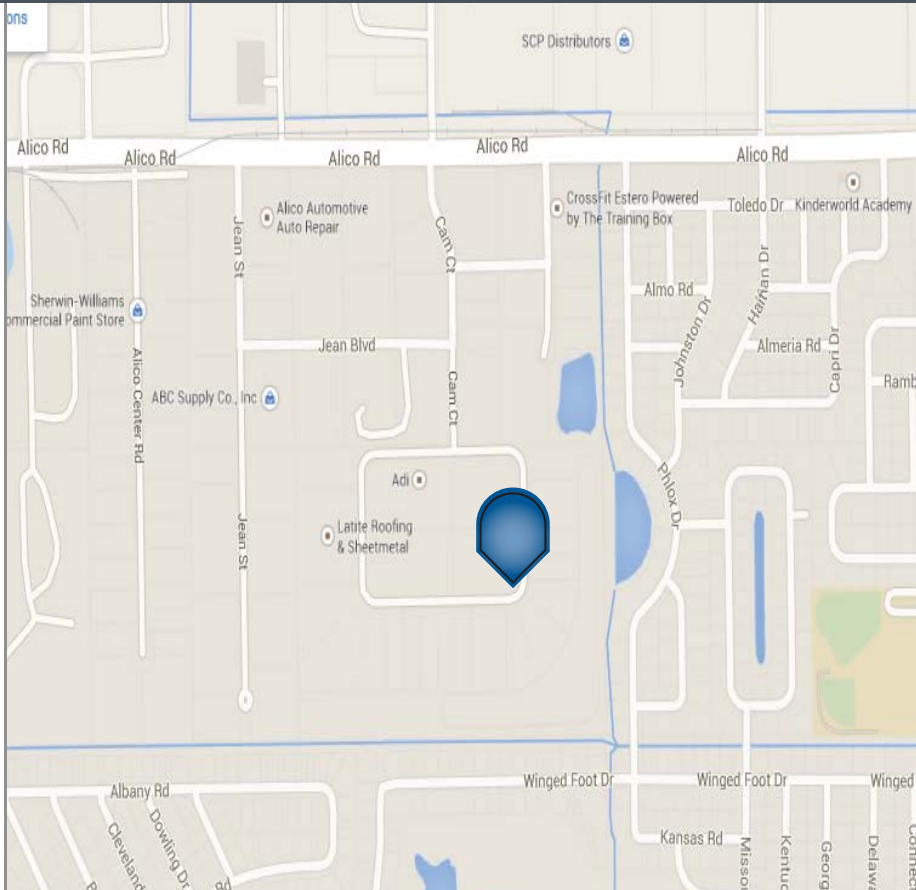 ons
SCP Distributors
Alico Rd
Alico Rd
Alico Rd
Alico Rd
Alico Rd
Alico Automotive
Auto Repair
CrossFit Estero Powered
by The Training Box
Toledo Dr
Kinderworld Academy
Jean St
Cam Ct
Hairian Dr
Almo Rd
Sherwin-Williams
ommercial Paint Store
Johnston Dr
Jean Blvd
Almeria Rd
Captuda Dr
Alico Center Rd
ABC Supply Co., Inc
Cam Ct
Ramb
Adi
Phlox Dr
Latite Roofing
& Sheetmetal
Jean St
Winged Foot Dr
Winged Foot Dr
Winged
Albany Rd
Cleveland
Dowling Dr
Kansas Rd
Missou
Kentuc
Georg
Delaw
Connec